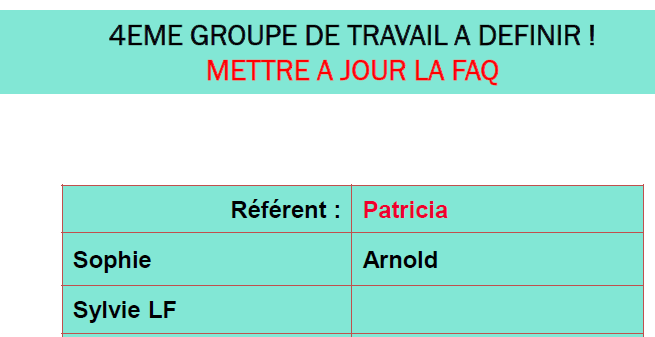 4EME GROUPE DE TRAVAIL A DEFINIR !
METTRE A JOUR LA FAQ
Référent : Patricia
Sophie Arnold
Sylvie LF